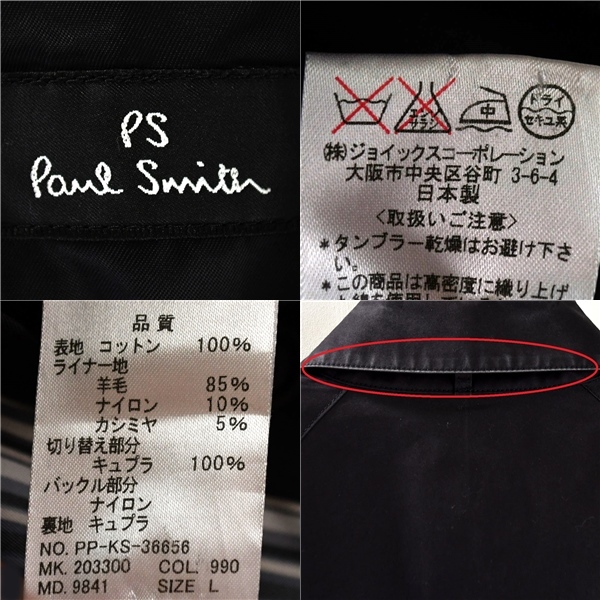 PS
Paul Smith
エンソ
サラシ
中
ドライ
セキユ系
(株)ジョイックスコーポレーション
大阪市中央区谷町 3-6-4
日本製
<取扱いご注意>
*タンブラー乾燥はお避け下さ
い。
*この商品は高密度に織り上げ
品質
表地 コットン 100%
ライナー地
羊毛 85%
ナイロン 10%
カシミヤ 5%
切り替え部分
キュプラ 100%
バックル部分
ナイロン
裏地 キュプラ
NO. PP-KS-36656
MK. 203300 COL. 990
MD. 9841 SIZE L